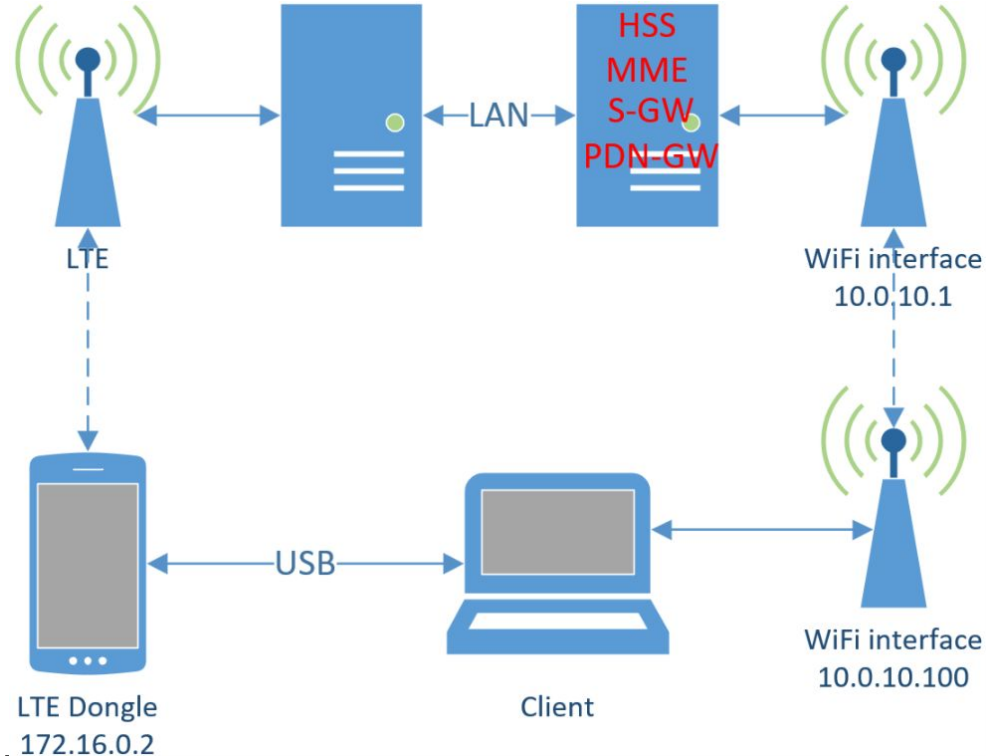 HSS
MME
S-GW
PDN-GW
LAN
LTE
WiFi interface
10.0.10.1
USB
LTE Dongle
172.16.0.2
Client
WiFi interface
10.0.10.100